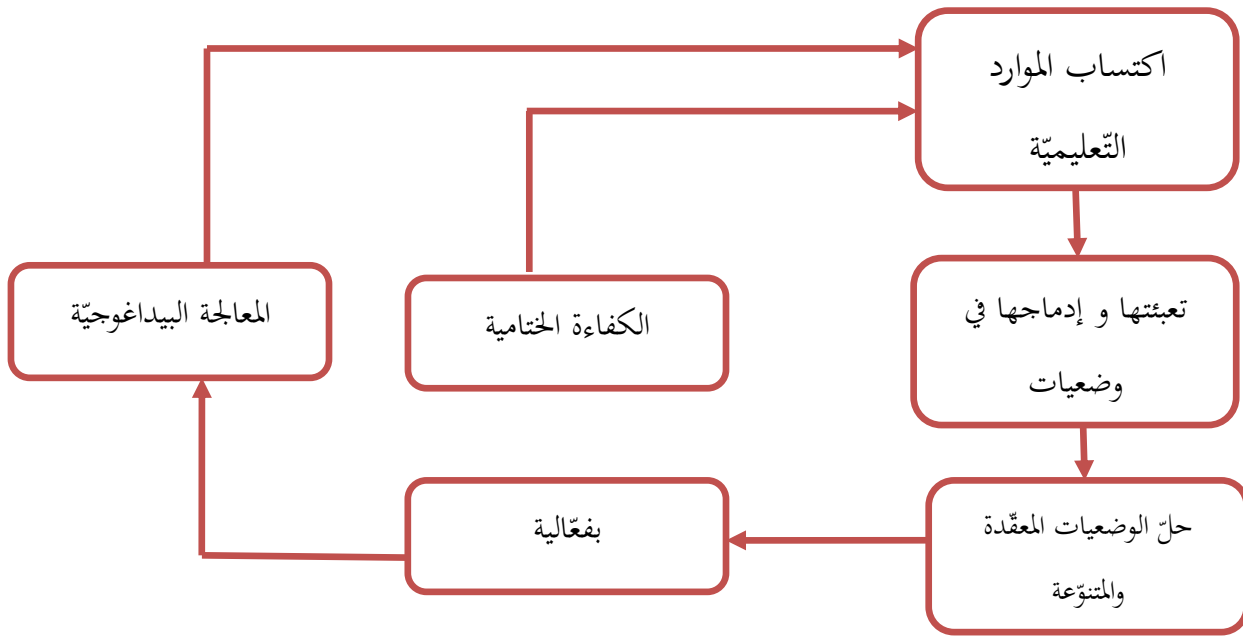 اكتساب الموارد
التّعليميّة
تعبئتها و إدماجها في
وضعيات
حلّ الوضعيات المعقّدة
والمتنوّعة
بفعّالية
المعالجة البيداغوجيّة
الكفاءة الختامية